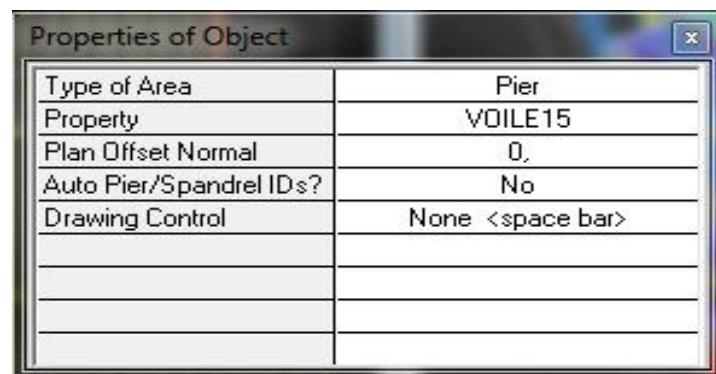 Properties of Object
x
Type of Area Pier
Property VOILE15
Plan Offset Normal 0,
Auto Pier/Spandrel IDs? No
Drawing Control None <space bar>